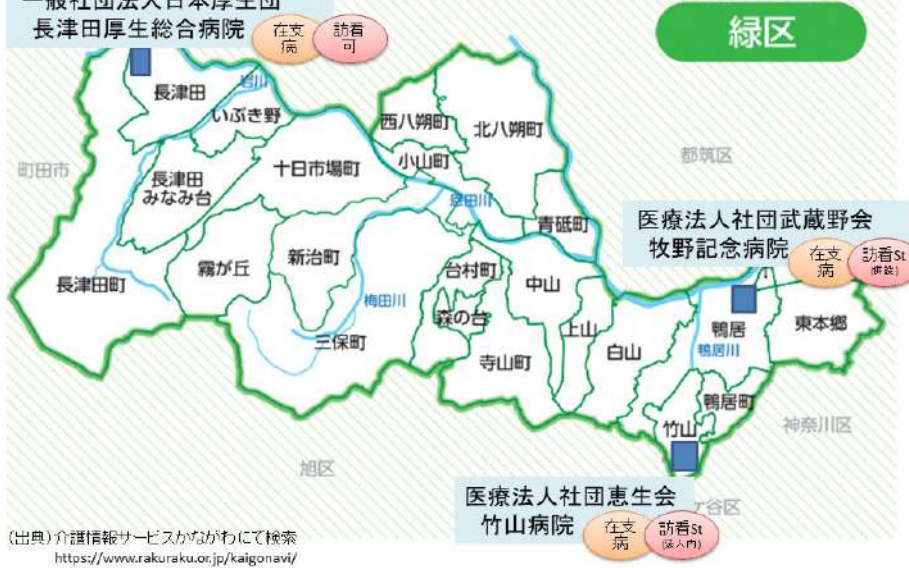 一般社団法人日本厚生団
長津田厚生総合病院
在支
病
訪看
可
緑区
長津田
岩川
いぶき野
西八朔町
北八朔町
町田市
長津田
みなみ台
十日市場町
小山町
恩田川
都筑区
青砥町
医療法人社団武蔵野会
牧野記念病院
在支
病
訪看St
(併設)
長津田町
霧が丘
新治町
梅田川
台村町
中山
森の台
三保町
上山
白山
鴨居
鴨居川
東本郷
寺山町
鴨居町
竹山
神奈川区
旭区
医療法人社団恵生会
竹山病院
在支
病
訪看St
(法人内)
ケ谷区
(出典)介護情報サービスかながわにて検索
https://www.rakuraku.or.jp/kaigonavi/